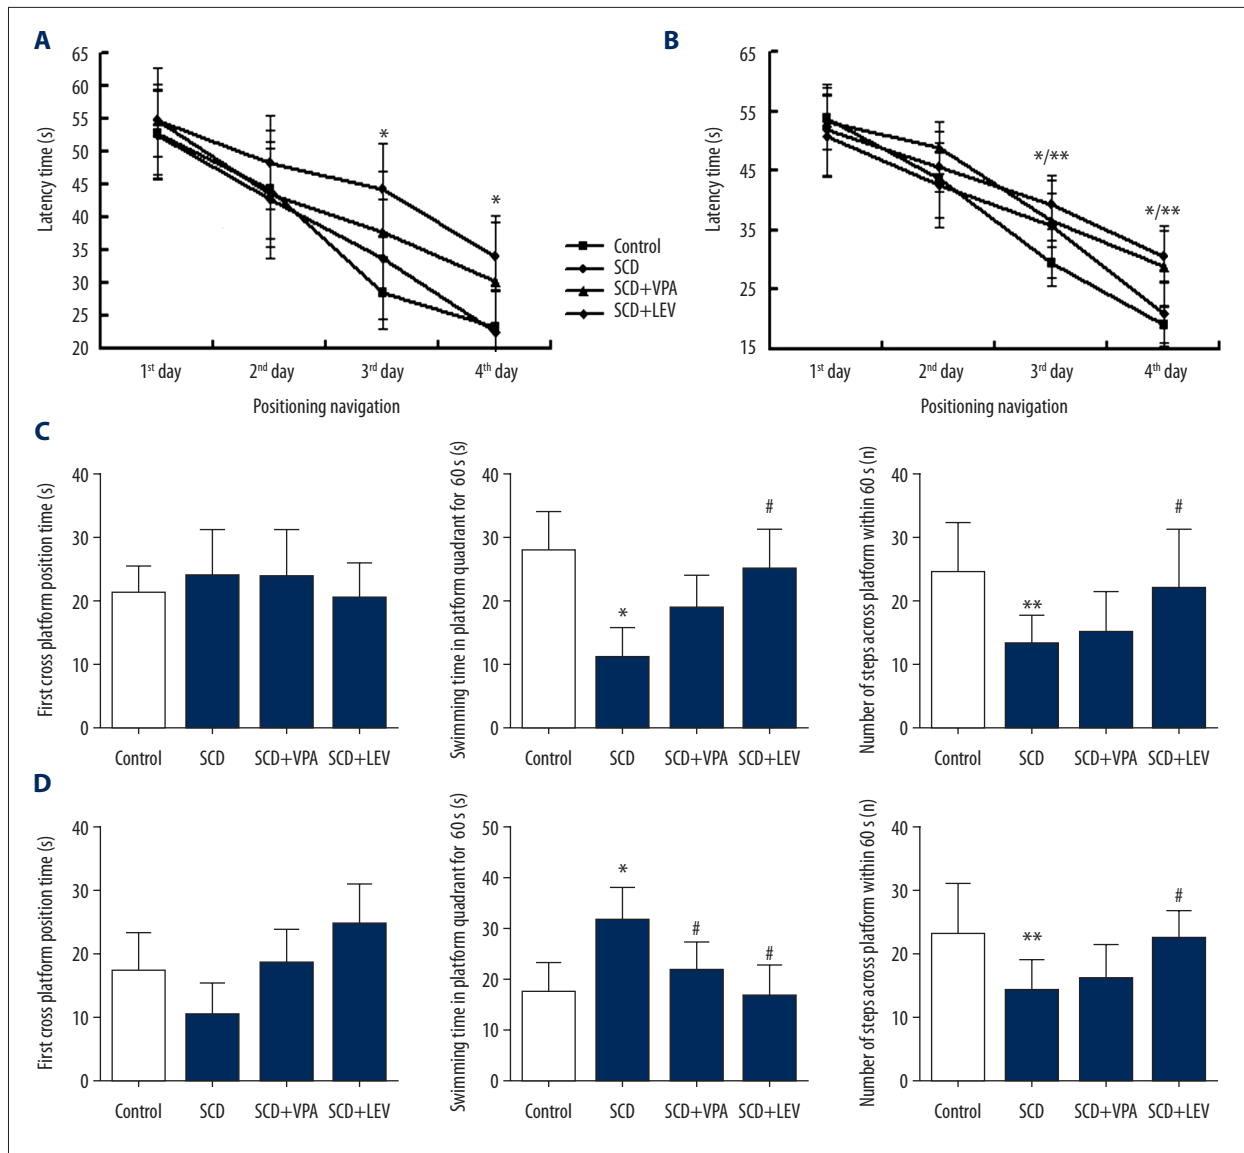 A
B
Latency time (s)
65
60
55
50
45
40
35
30
25
20
*
*
1st day
2nd day
3rd day
4th day
Positioning navigation
Control
SCD
SCD+VPA
SCD+LEV
Latency time (s)
65
55
45
35
25
15
*/**
*/**
1st day
2nd day
3rd day
4th day
Positioning navigation
C
First cross platform position time (s)
40
30
20
10
0
Control
SCD
SCD+VPA
SCD+LEV
Swimming time in platform quadrant for 60 s (s)
40
30
20
10
0
*
#
Control
SCD
SCD+VPA
SCD+LEV
Number of steps across platform within 60 s (n)
40
30
20
10
0
**
#
Control
SCD
SCD+VPA
SCD+LEV
D
First cross platform position time (s)
40
30
20
10
0
Control
SCD
SCD+VPA
SCD+LEV
Swimming time in platform quadrant for 60 s (s)
50
40
30
20
10
0
*
#
#
Control
SCD
SCD+VPA
SCD+LEV
Number of steps across platform within 60 s (n)
40
30
20
10
0
**
#
Control
SCD
SCD+VPA
SCD+LEV